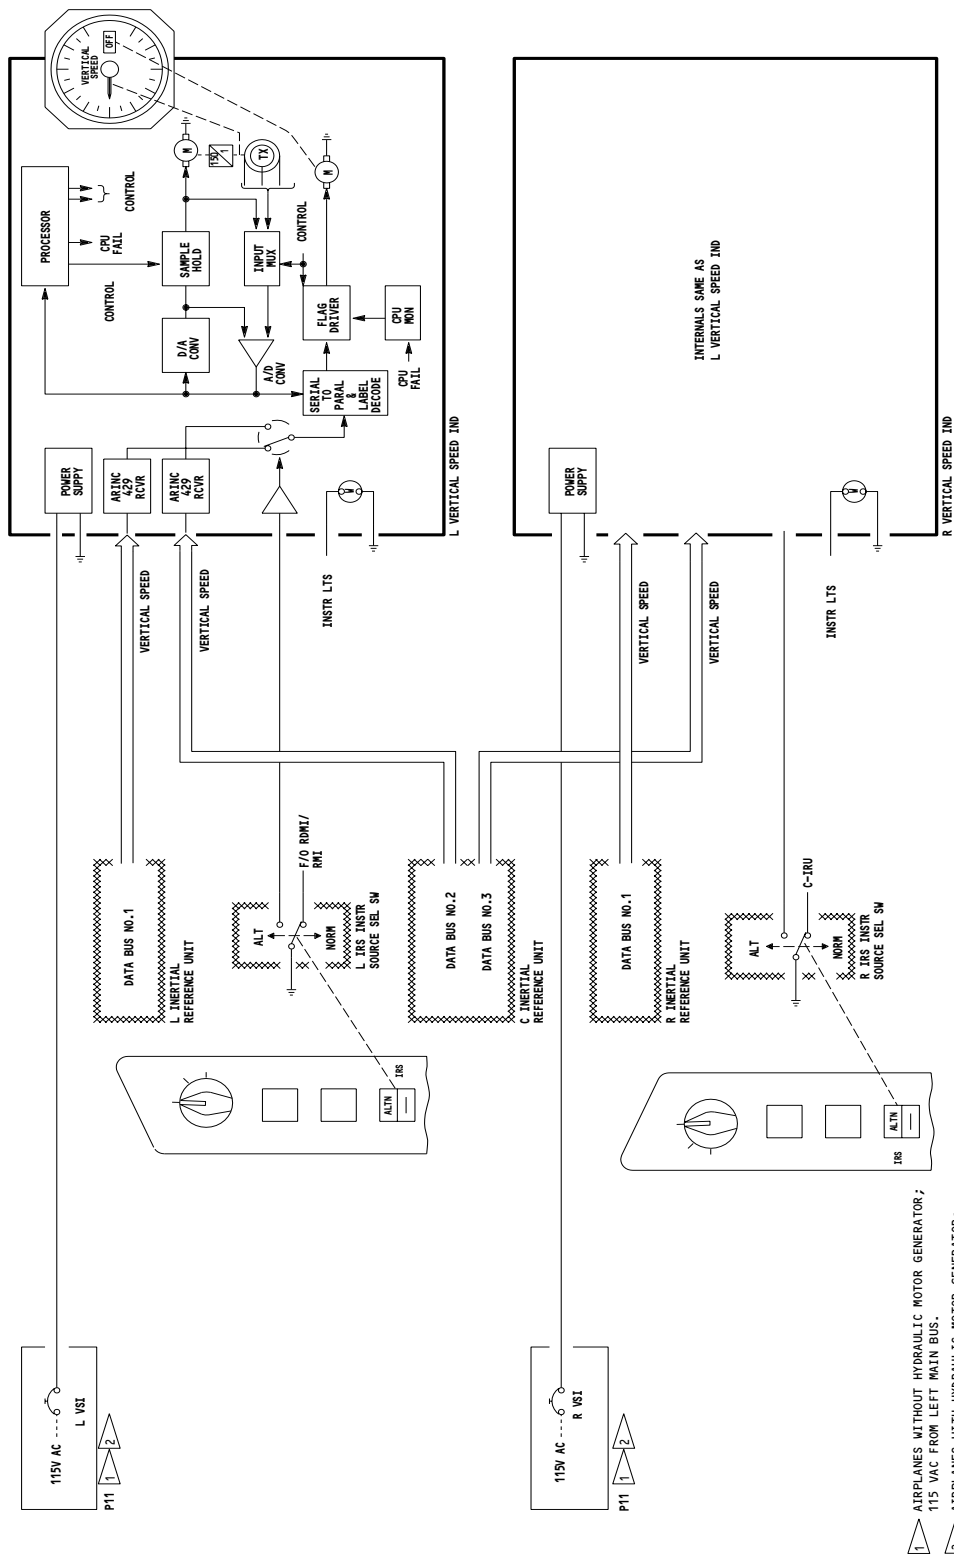 115V AC
L VSI
P11
1
2
DATA BUS NO.1
L INERTIAL
REFERENCE UNIT
ALT
NORM
L IRS INSTR
SOURCE SEL SW
F/O RDMI/
RMI
ALTN
IRS
DATA BUS NO.2
DATA BUS NO.3
C INERTIAL
REFERENCE UNIT
VERTICAL SPEED
VERTICAL SPEED
INSTR LTS
POWER
SUPPY
ARINC
429
RCVR
ARINC
429
RCVR
W
PROCESSOR
CONTROL
CPU
FAIL
CONTROL
D/A
CONV
SAMPLE
HOLD
M
150
1
A/D
CONV
INPUT
MUX
TX
CONTROL
SERIAL
TO
PARAL
&
LABEL
DECODE
FLAG
DRIVER
M
CPU
FAIL
CPU
MON
VERTICAL
SPEED
OFF
L VERTICAL SPEED IND
115V AC
R VSI
P11
1
2
DATA BUS NO.1
R INERTIAL
REFERENCE UNIT
ALT
NORM
R IRS INSTR
SOURCE SEL SW
C-IRU
ALTN
IRS
VERTICAL SPEED
VERTICAL SPEED
INSTR LTS
POWER
SUPPY
W
INTERNALS SAME AS
L VERTICAL SPEED IND
R VERTICAL SPEED IND
1 AIRPLANES WITHOUT HYDRAULIC MOTOR GENERATOR;
115 VAC FROM LEFT MAIN BUS.